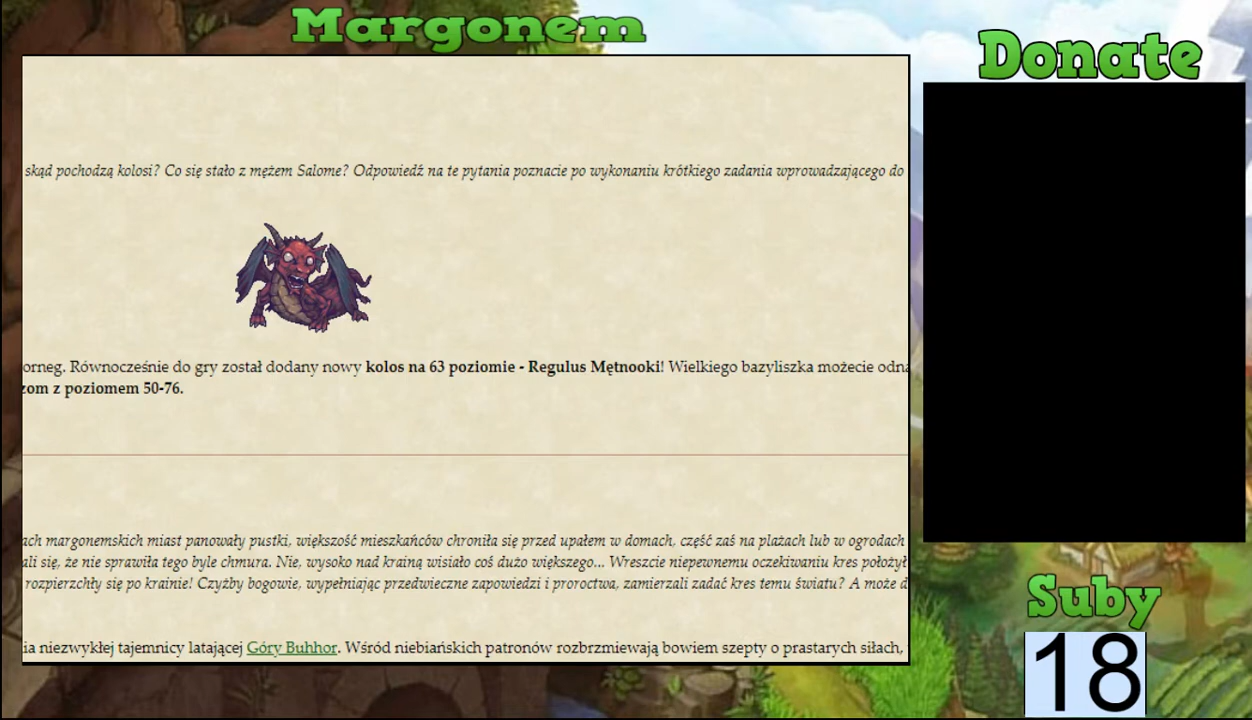 Margonem
Donate
skąd pochodzą kolosi? Co się stało z mężem Salome? Odpowiedź na te pytania poznacie po wykonaniu krótkiego zadania wprowadzającego do
orneg. Równocześnie do gry został dodany nowy kolos na 63 poziomie - Regulus Mętnooki! Wielkiego bazyliszka możecie odna
zom z poziomem 50-76.
ach margonemskich miast panowały pustki, większość mieszkańców chroniła się przed upałem w domach, część zaś na plażach lub w ogrodach
ali się, że nie sprawiła tego byle chmura. Nie, wysoko nad krainą wisiało coś dużo większego... Wreszcie niepewnemu oczekiwaniu kres położył
rozpierzchły się po krainie! Czyżby bogowie, wypełniając przedwieczne zapowiedzi i proroctwa, zamierzali zadać kres temu światu? A może d
ia niezwykłej tajemnicy latającej Góry Buhhor. Wśród niebiańskich patronów rozbrzmiewają bowiem szepty o prastarych siłach,
Suby
18